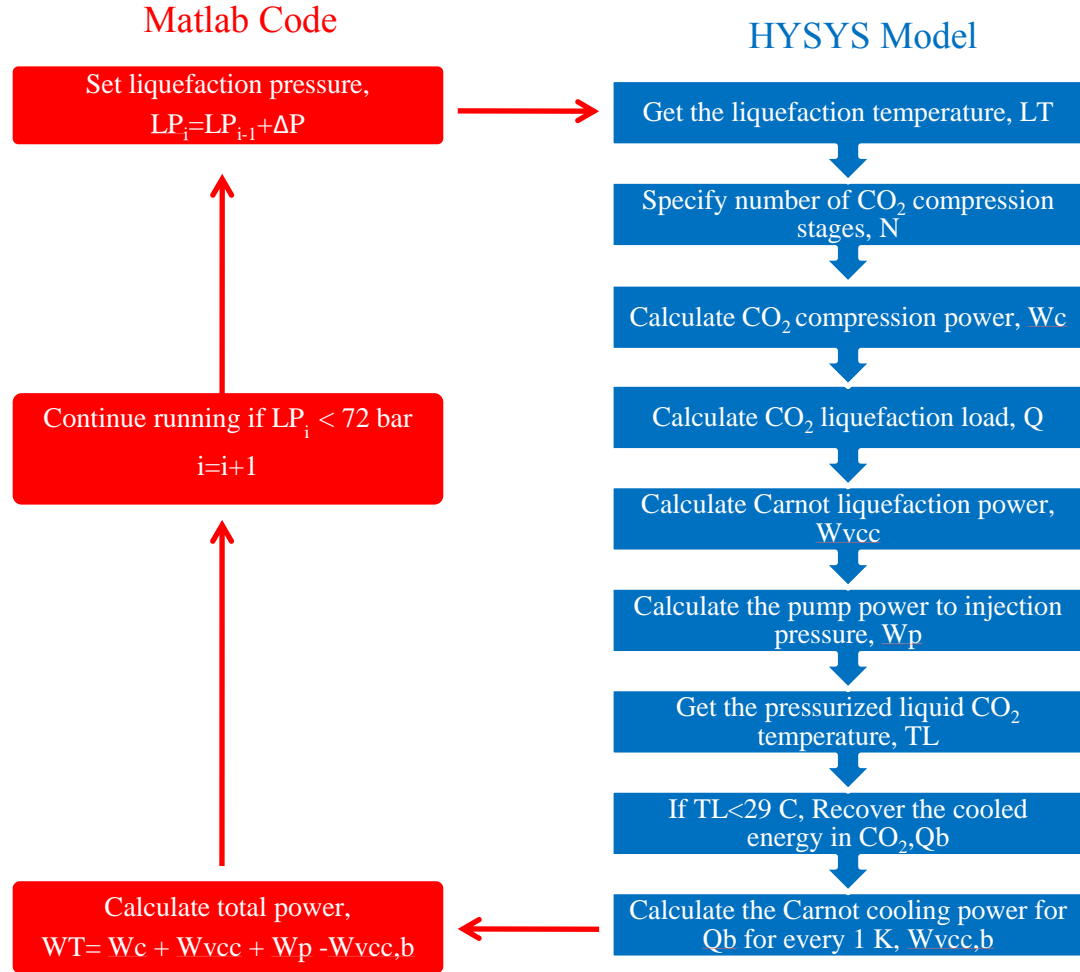 Matlab Code
Set liquefaction pressure,
LPᵢ=LPᵢ₋₁+ΔP
Continue running if LPᵢ < 72 bar
i=i+1
Calculate total power,
WT= Wc + Wvcc + Wp -Wvcc,b
HYSYS Model
Get the liquefaction temperature, LT
Specify number of CO₂ compression
stages, N
Calculate CO₂ compression power, Wc
Calculate CO₂ liquefaction load, Q
Calculate Carnot liquefaction power,
Wvcc
Calculate the pump power to injection
pressure, Wp
Get the pressurized liquid CO₂
temperature, TL
If TL<29 C, Recover the cooled
energy in CO₂,Qb
Calculate the Carnot cooling power for
Qb for every 1 K, Wvcc,b